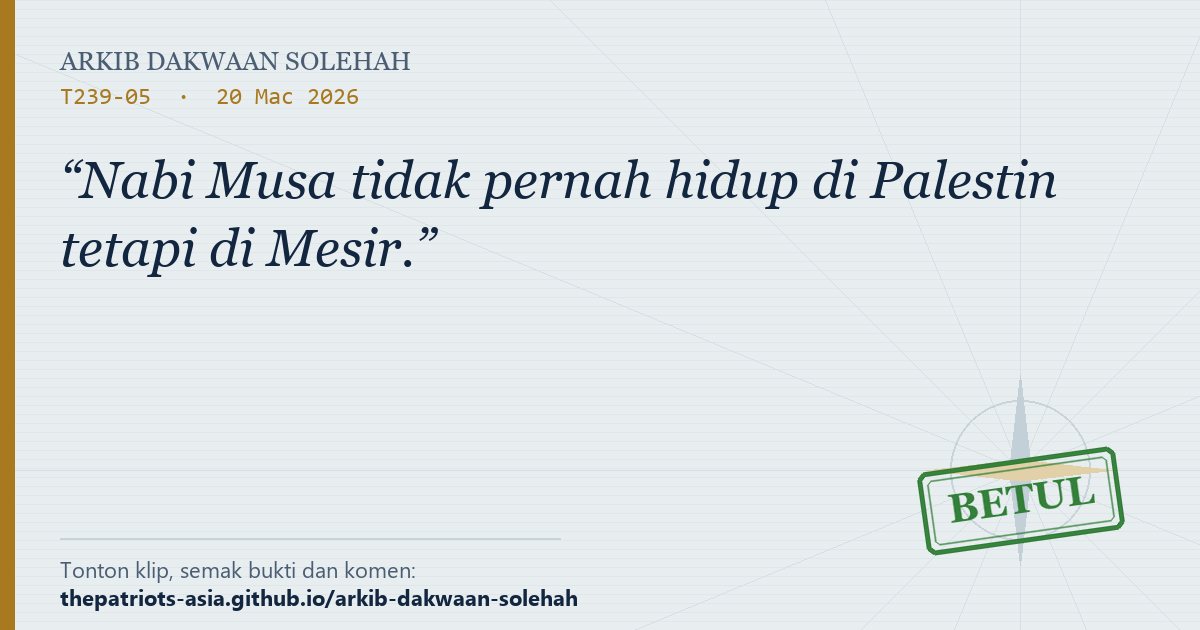 ARKIB DAKWAAN SOLEHAH
T239-05 · 20 Mac 2026
“Nabi Musa tidak pernah hidup di Palestin
tetapi di Mesir.”
BETUL
Tonton klip, semak bukti dan komen:
thepatriots-asia.github.io/arkib-dakwaan-solehah